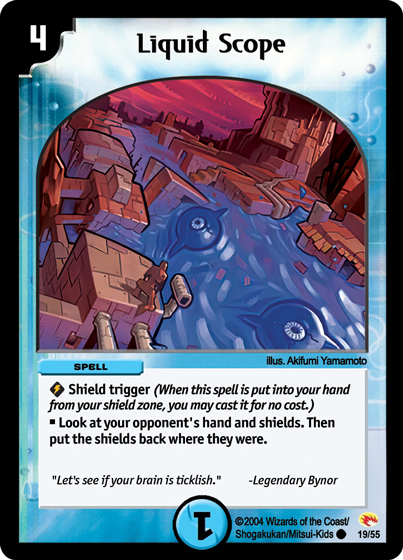 4
Liquid Scope
illus. Akifumi Yamamoto
SPELL
Shield trigger (When this spell is put into your hand
from your shield zone, you may cast it for no cost.)
▪ Look at your opponent's hand and shields. Then
put the shields back where they were.
"Let's see if your brain is ticklish." -Legendary Bynor
1
©2004 Wizards of the Coast/
Shogakukan/Mitsui-Kids ● 19/55